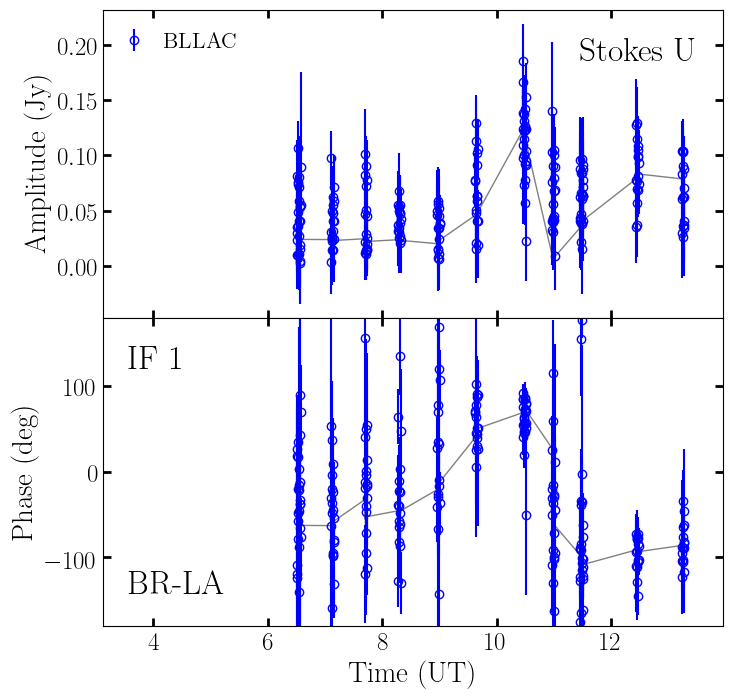 BLLAC
Stokes U
0.20
0.15
0.10
0.05
0.00
Amplitude (Jy)
IF 1
100
0
−100
Phase (deg)
BR-LA
4 6 8 10 12
Time (UT)